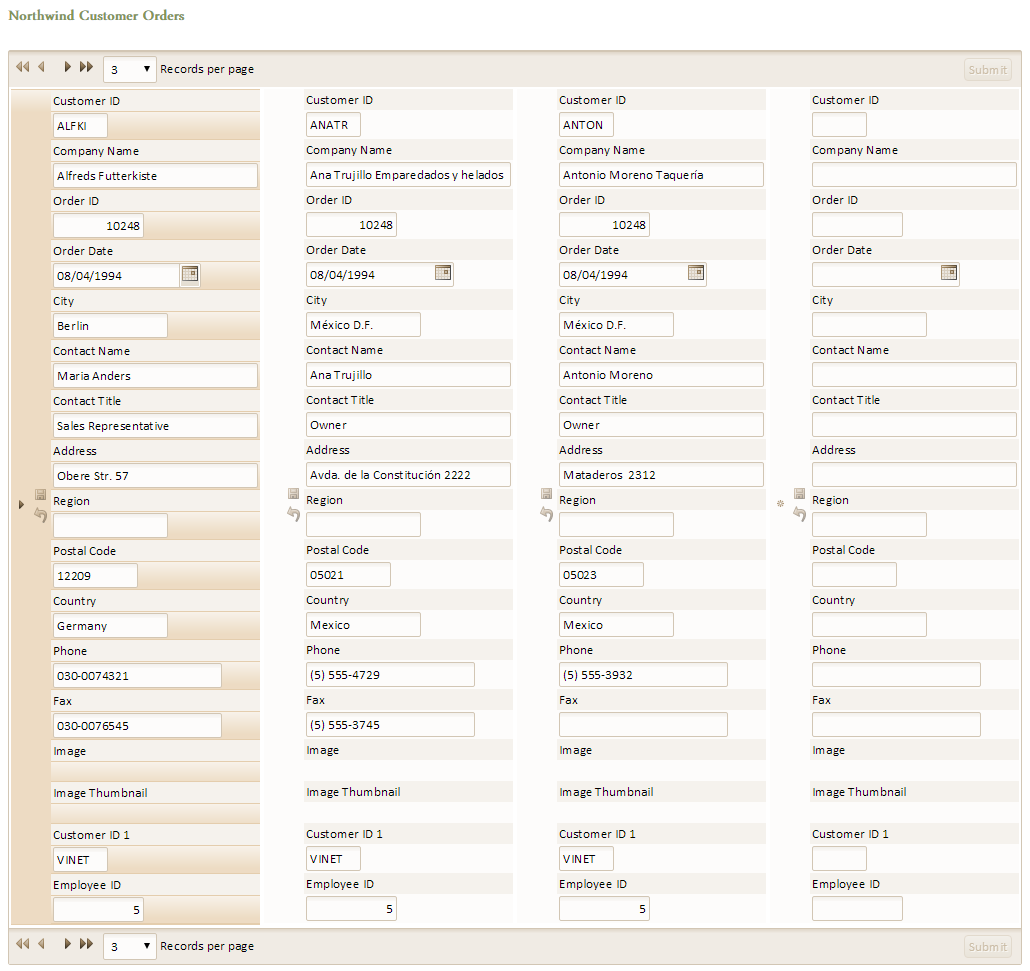 Northwind Customer Orders
3 Records per page Submit
Customer ID Customer ID Customer ID Customer ID
ALFKI ANATR ANTON
Company Name Company Name Company Name Company Name
Alfreds Futterkiste Ana Trujillo Emparedados y helados Antonio Moreno Taquería
Order ID Order ID Order ID Order ID
10248 10248 10248
Order Date Order Date Order Date Order Date
08/04/1994 08/04/1994 08/04/1994
City City City City
Berlin México D.F. México D.F.
Contact Name Contact Name Contact Name Contact Name
Maria Anders Ana Trujillo Antonio Moreno
Contact Title Contact Title Contact Title Contact Title
Sales Representative Owner Owner
Address Address Address Address
Obere Str. 57 Avda. de la Constitución 2222 Mataderos 2312
Region Region Region Region
Postal Code Postal Code Postal Code Postal Code
12209 05021 05023
Country Country Country Country
Germany Mexico Mexico
Phone Phone Phone Phone
030-0074321 (5) 555-4729 (5) 555-3932
Fax Fax Fax Fax
030-0076545 (5) 555-3745
Image Image Image Image
Image Thumbnail Image Thumbnail Image Thumbnail Image Thumbnail
Customer ID 1 Customer ID 1 Customer ID 1 Customer ID 1
VINET VINET VINET
Employee ID Employee ID Employee ID Employee ID
5 5 5
3 Records per page Submit